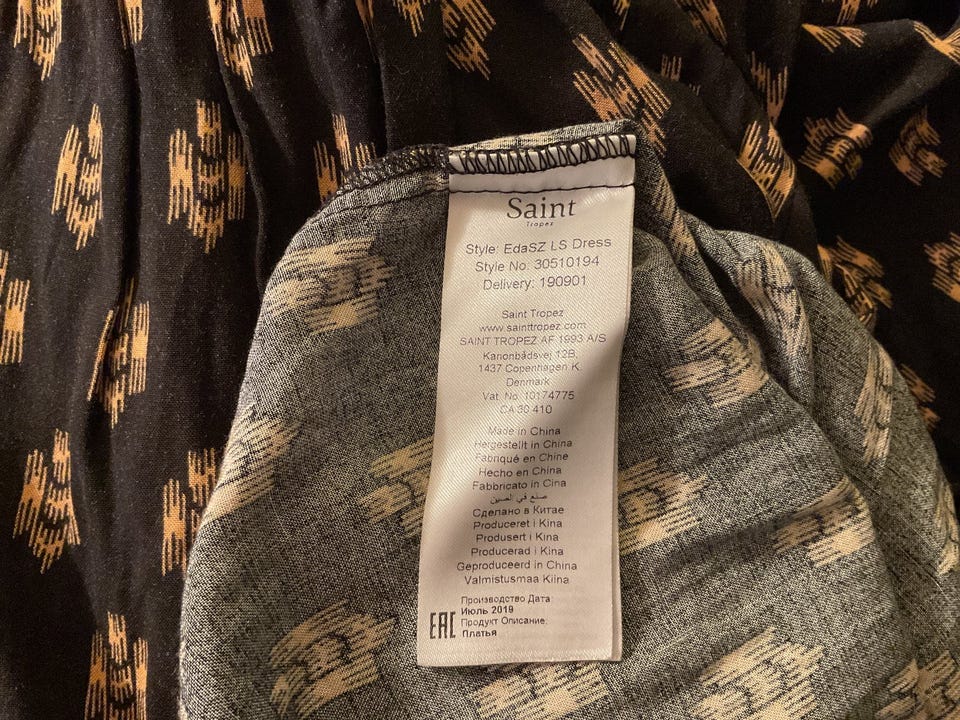 Saint
Tropez
Style: EdaSZ LS Dress
Style No. 30510194
Delivery: 190901
Saint Tropez
www.sainttropez.com
SAINT TROPEZ AF 1993 A/S
Kanonbådsvej 12B,
1437 Copenhagen K.
Denmark
Vat. No. 10174775
CA 30 410
Made in China
Hergestellt in China
Fabriqué en Chine
Hecho en China
Fabbricato in Cina
صنع في الصين
Сделано в Китае
Produceret i Kina
Produsert i Kina
Producerad i Kina
Geproduceerd in China
Valmistusmaa Kiina
Производство Дата:
Июль 2019
EAC Продукт Описание:
Платья